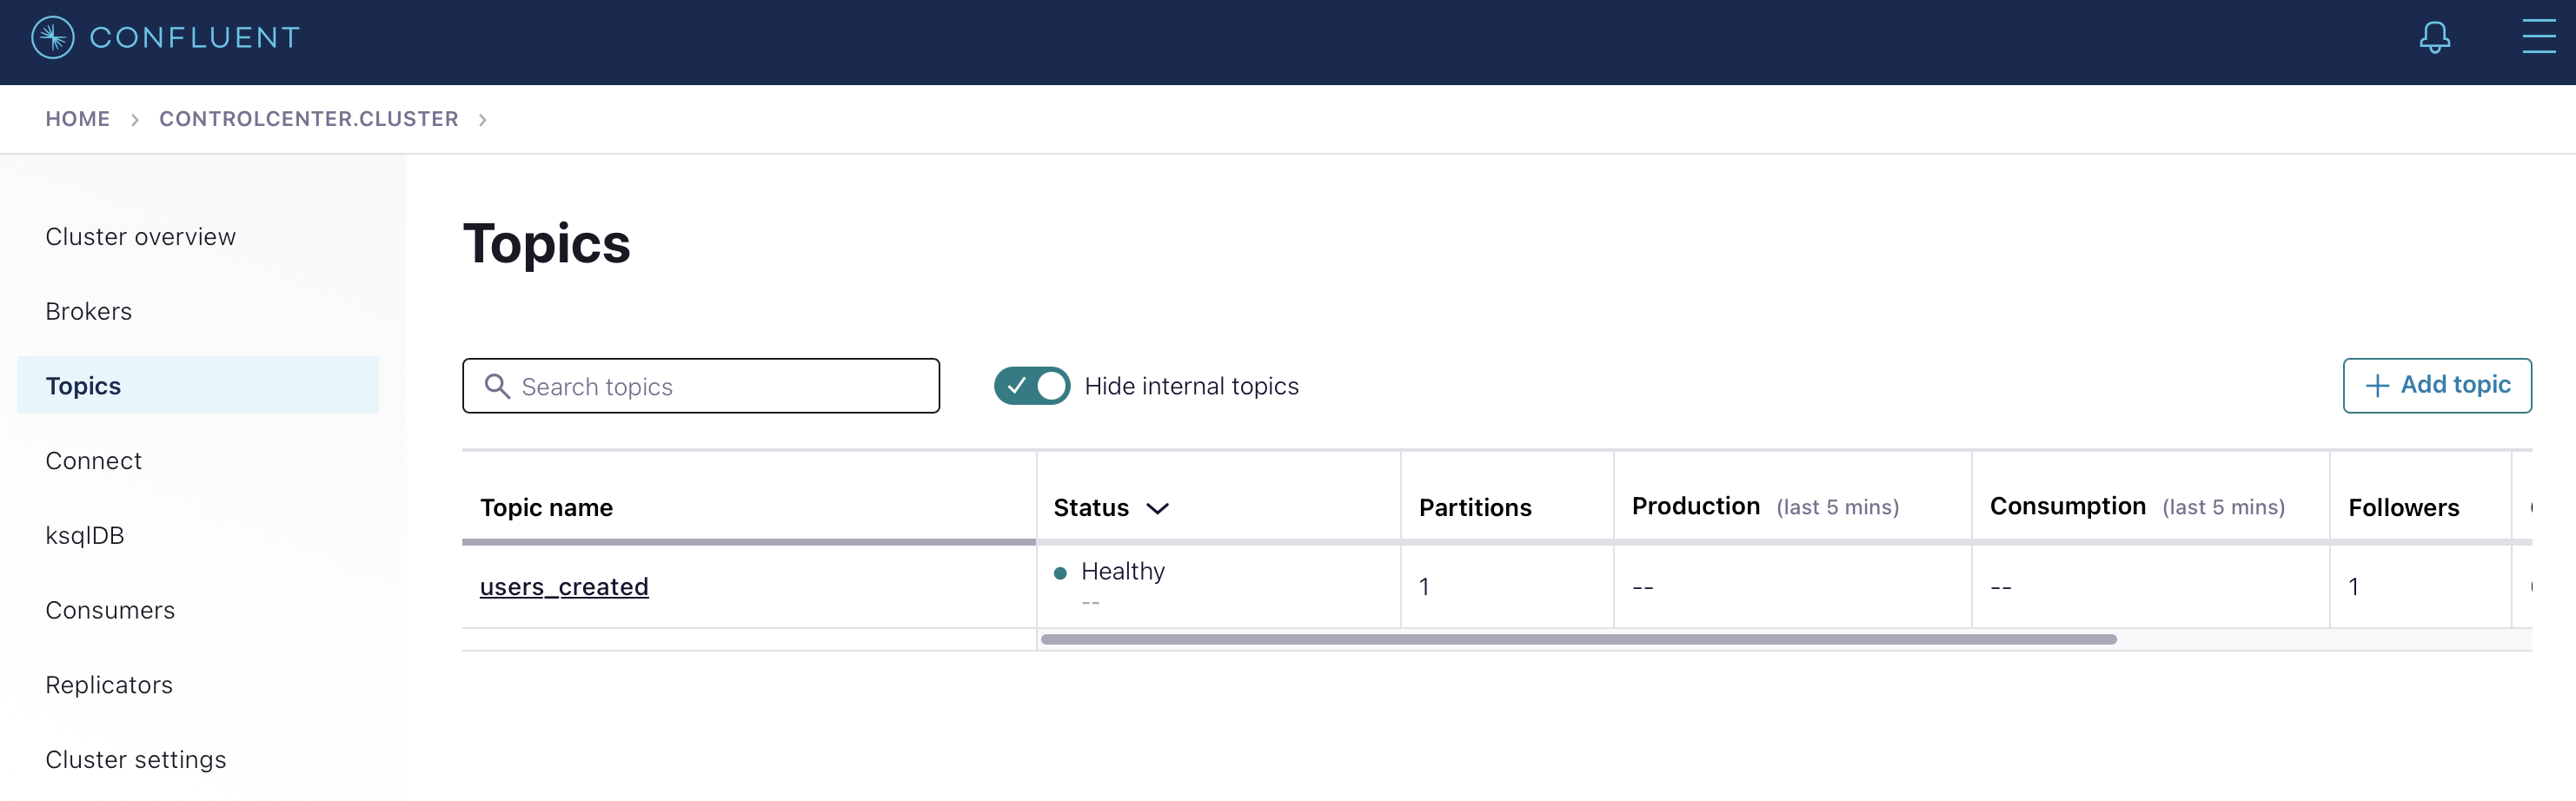 CONFLUENT
HOME > CONTROLCENTER.CLUSTER >
Cluster overview
Brokers
Topics
Connect
ksqlDB
Consumers
Replicators
Cluster settings
Topics
Search topics
Hide internal topics
+ Add topic
Topic name Status Partitions Production (last 5 mins) Consumption (last 5 mins) Followers
users_created Healthy 1 -- -- 1
--